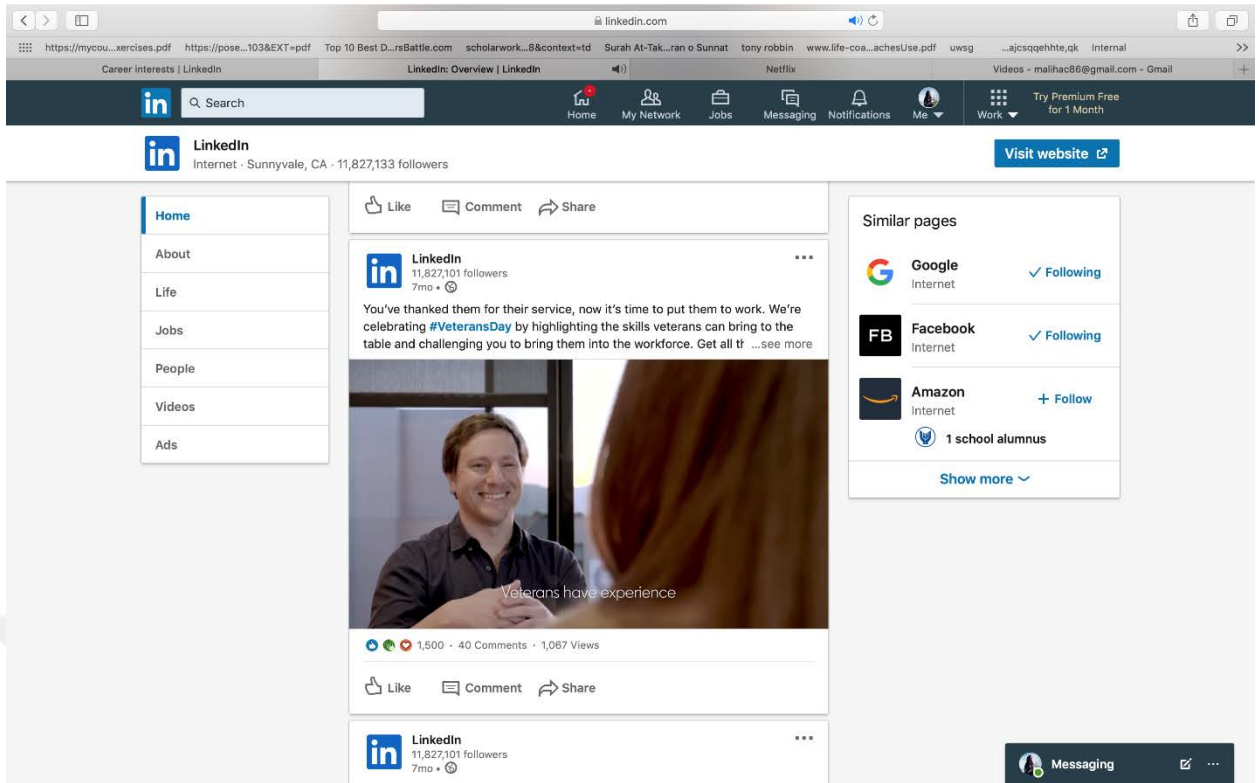 linkedin.com
https://mycou...xercises.pdf https://pose...103&EXT=pdf Top 10 Best D...rsBattle.com scholarwork...8&context=td Surah At-Tak...ran o Sunnat tony robbin www.life-coa...achesUse.pdf uwsg ...ajcsqqehhte,qk Internal >>
Career interests | LinkedIn LinkedIn: Overview | LinkedIn Netflix Videos - malihac86@gmail.com - Gmail +
in Search Home My Network Jobs Messaging Notifications Me Work Try Premium Free
for 1 Month
in LinkedIn
Internet · Sunnyvale, CA · 11,827,133 followers
Visit website
Home
About
Life
Jobs
People
Videos
Ads
Like Comment Share
in LinkedIn
11,827,101 followers
7mo •
You've thanked them for their service, now it's time to put them to work. We're
celebrating #VeteransDay by highlighting the skills veterans can bring to the
table and challenging you to bring them into the workforce. Get all th ...see more
Veterans have experience
1,500 · 40 Comments · 1,067 Views
Like Comment Share
in LinkedIn
11,827,101 followers
7mo •
Similar pages
G Google
Internet
Following
FB Facebook
Internet
Following
Amazon
Internet
+ Follow
1 school alumnus
Show more
Messaging